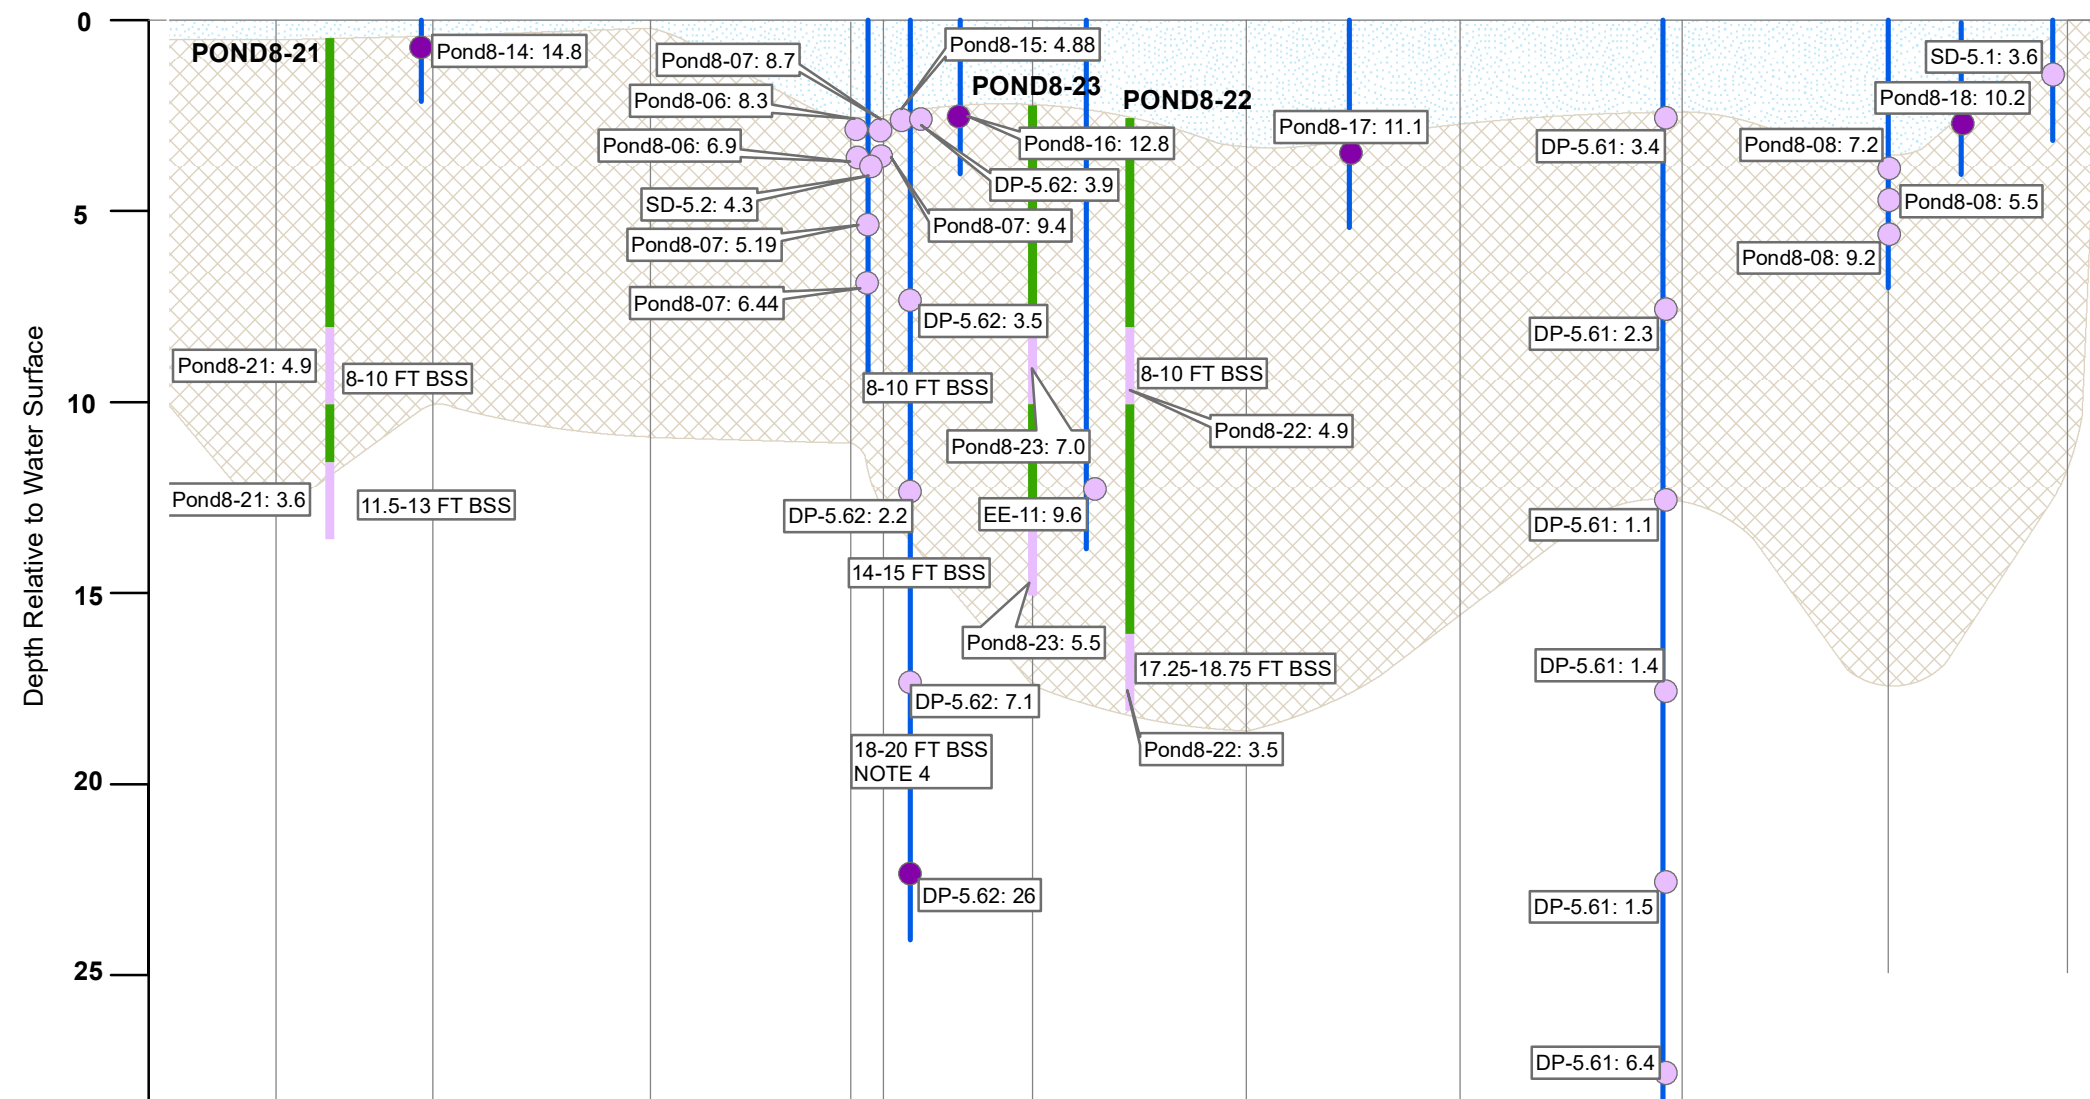 0
POND8-21
Pond8-14: 14.8
Pond8-07: 8.7
Pond8-15: 4.88
SD-5.1: 3.6
Pond8-06: 8.3
POND8-23
POND8-22
Pond8-18: 10.2
Pond8-06: 6.9
Pond8-16: 12.8
Pond8-17: 11.1
DP-5.61: 3.4
Pond8-08: 7.2
DP-5.62: 3.9
SD-5.2: 4.3
Pond8-08: 5.5
5
Pond8-07: 9.4
Pond8-07: 5.19
Pond8-08: 9.2
Pond8-07: 6.44
DP-5.62: 3.5
DP-5.61: 2.3
Depth Relative to Water Surface
Pond8-21: 4.9
8-10 FT BSS
8-10 FT BSS
8-10 FT BSS
10
Pond8-22: 4.9
Pond8-23: 7.0
Pond8-21: 3.6
11.5-13 FT BSS
DP-5.62: 2.2
EE-11: 9.6
DP-5.61: 1.1
14-15 FT BSS
15
Pond8-23: 5.5
17.25-18.75 FT BSS
DP-5.61: 1.4
DP-5.62: 7.1
18-20 FT BSS
NOTE 4
Pond8-22: 3.5
20
DP-5.62: 26
DP-5.61: 1.5
25
DP-5.61: 6.4